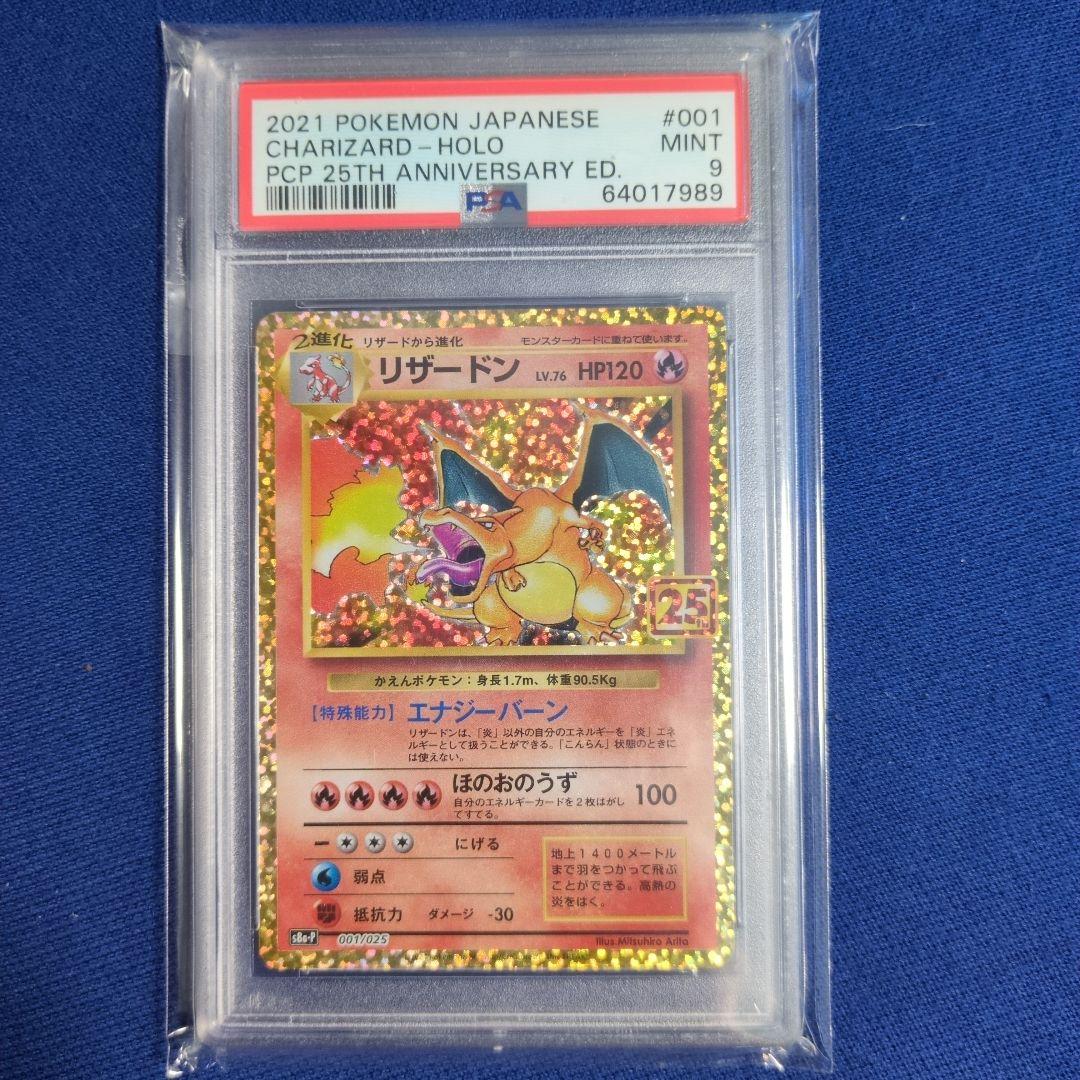 2021 POKEMON JAPANESE #001
CHARIZARD-HOLO MINT
PCP 25TH ANNIVERSARY ED. 9
PSA 64017989
2進化 リザードから進化 モンスターカードに重ねて使います。
リザードン LV.76 HP120
25th
かえんポケモン:身長1.7m、体重90.5Kg
【特殊能力】エナジーバーン
リザードンは、「炎」以外の自分のエネルギーを「炎」エネ
ルギーとして扱うことができる。「こんらん」状態のときに
は使えない。
ほのおのうず 100
自分のエネルギーカードを2枚はがし
てすてる。
にげる
弱点
抵抗力 ダメージ -30
地上1400メートル
まで羽をつかって飛ぶ
ことができる。高熱の
炎をはく。
s8a-P 001/025
Illus.Mitsuhiro Arita